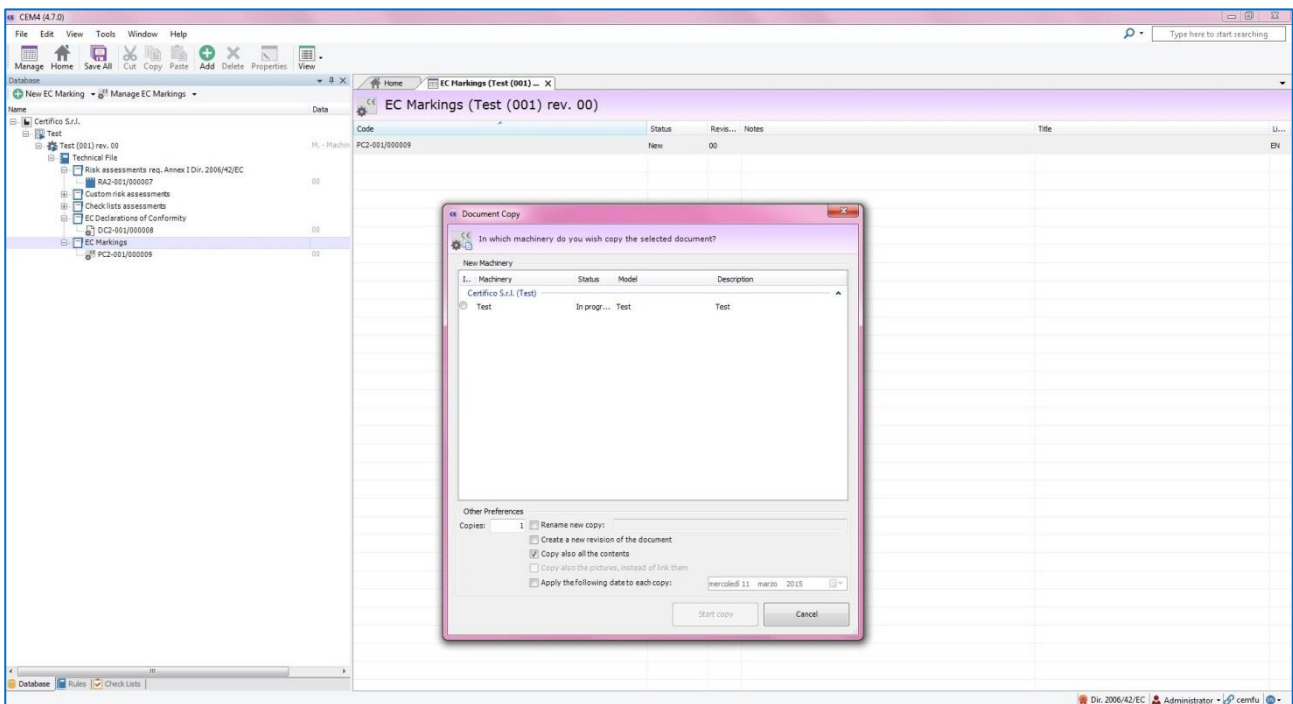 CEM4 (4.7.0)
File Edit View Tools Window Help
Type here to start searching
Manage Home Save All Cut Copy Paste Add Delete Properties View
Database
Home
EC Markings (Test (001) ...
New EC Marking Manage EC Markings
EC Markings (Test (001) rev. 00)
Name Data
Code Status Revis... Notes Title Li...
PC2-001/000009 New 00 EN
Certifico S.r.l.
Test
Test (001) rev. 00 M. - Machin
Technical File
Risk assessments req. Annex I Dir. 2006/42/EC
RA2-001/000007 00
Custom risk assessments
Check lists assessments
EC Declarations of Conformity
DC2-001/000008 00
EC Markings
PC2-001/000009 00
Document Copy
In which machinery do you wish copy the selected document?
New Machinery
I... Machinery Status Model Description
Certifico S.r.l. (Test)
Test In progr... Test Test
Other Preferences
Copies: 1 Rename new copy:
Create a new revision of the document
Copy also all the contents
Copy also the pictures, instead of link them
Apply the following date to each copy: mercoledì 11 marzo 2015
Start copy Cancel
Database Rules Check Lists
Dir. 2006/42/EC Administrator cemfu